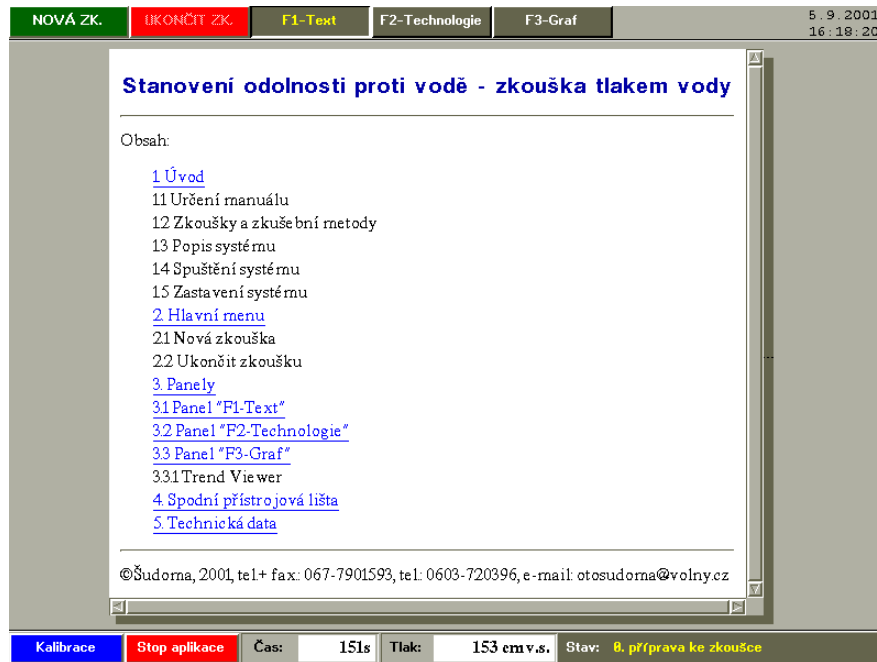 NOVÁ ZK. UKONČIT ZK. F1-Text F2-Technologie F3-Graf 5.9.2001
16:18:20
Stanovení odolnosti proti vodě - zkouška tlakem vody
Obsah:
1 Úvod
1.1 Určení manuálu
1.2 Zkoušky a zkušební metody
1.3 Popis systému
1.4 Spuštění systému
1.5 Zastavení systému
2. Hlavní menu
2.1 Nová zkouška
2.2 Ukončit zkoušku
3. Panely
3.1 Panel "F1-Text"
3.2 Panel "F2-Technologie"
3.3 Panel "F3-Graf"
3.3.1 Trend Viewer
4. Spodní přístrojová lišta
5. Technická data
©Šudoma, 2001, tel.+ fax.: 067-7901593, tel.: 0603-720396, e-mail: otosudoma@volny.cz
Kalibrace Stop aplikace Čas: 151s Tlak: 153 cm v.s. Stav: 0. příprava ke zkoušce